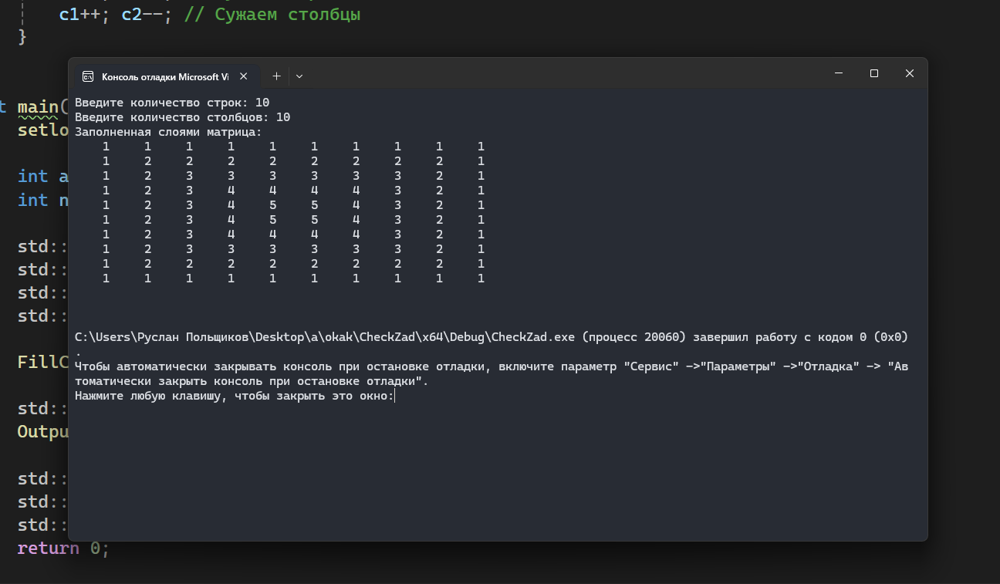 c1++; c2--; // Сужаем столбцы
}
Консоль отладки Microsoft Vi
Введите количество строк: 10
Введите количество столбцов: 10
Заполненная слоями матрица:
1 1 1 1 1 1 1 1 1 1
1 2 2 2 2 2 2 2 2 1
1 2 3 3 3 3 3 3 2 1
1 2 3 4 4 4 4 3 2 1
1 2 3 4 5 5 4 3 2 1
1 2 3 4 5 5 4 3 2 1
1 2 3 4 4 4 4 3 2 1
1 2 3 3 3 3 3 3 2 1
1 2 2 2 2 2 2 2 2 1
1 1 1 1 1 1 1 1 1 1
C:\Users\Руслан Польщиков\Desktop\a\okak\CheckZad\x64\Debug\CheckZad.exe (процесс 20060) завершил работу с кодом 0 (0x0)
.
Чтобы автоматически закрывать консоль при остановке отладки, включите параметр "Сервис" ->"Параметры" ->"Отладка" -> "Ав
томатически закрыть консоль при остановке отладки".
Нажмите любую клавишу, чтобы закрыть это окно:
t main(
setlo
int a
int n
std::
std::
std::
std::
FillC
std::
Outpu
std::
std::
std::
return 0;